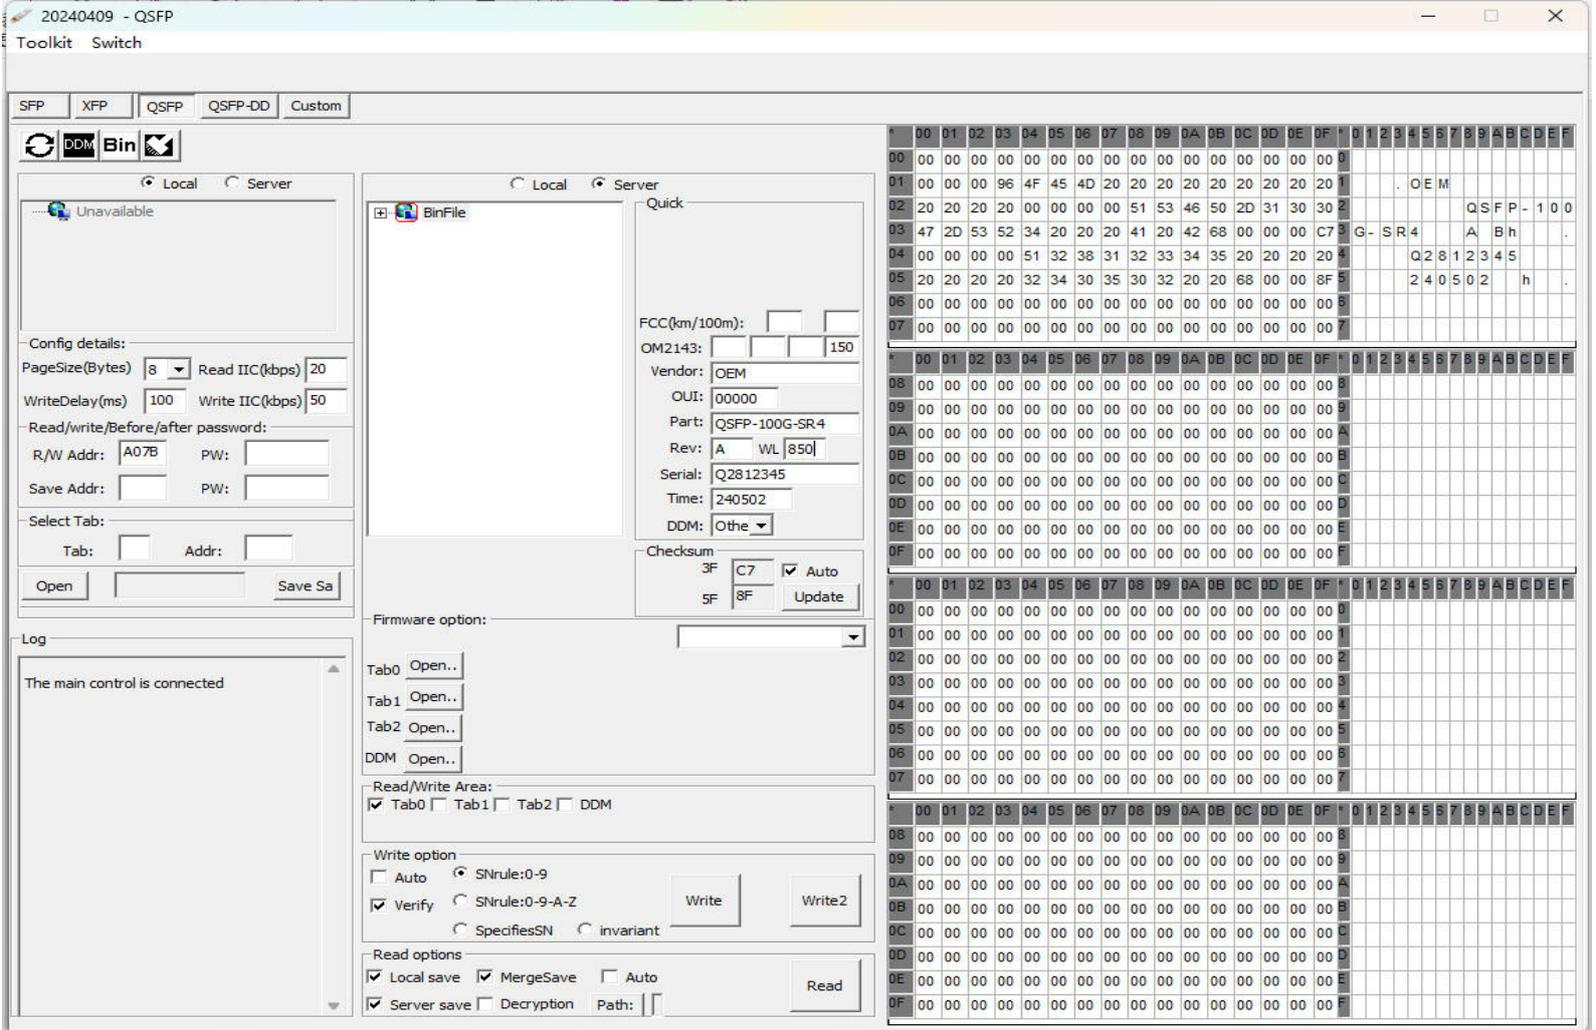 20240409 - QSFP
Toolkit Switch
SFP XFP QSFP QSFP-DD Custom
DDM Bin
Local Server
Unavailable
Config details:
PageSize(Bytes) 8 Read IIC(kbps) 20
WriteDelay(ms) 100 Write IIC(kbps) 50
Read/write/Before/after password:
R/W Addr: A07B PW:
Save Addr: PW:
Select Tab:
Tab: Addr:
Open Save Sa
Log
The main control is connected
Local Server
BinFile
Quick
FCC(km/100m):
OM2143: 150
Vendor: OEM
OUI: 00000
Part: QSFP-100G-SR4
Rev: A WL 850
Serial: Q2812345
Time: 240502
DDM: Othe
Checksum
3F C7 Auto
5F 8F Update
Firmware option:
Tab0 Open..
Tab1 Open..
Tab2 Open..
DDM Open..
Read/Write Area:
Tab0 Tab1 Tab2 DDM
Write option
Auto SNrule:0-9
Verify SNrule:0-9-A-Z
SpecifiesSN invariant
Write Write2
Read options
Local save MergeSave Auto
Server save Decryption Path:
Read
* 00 01 02 03 04 05 06 07 08 09 0A 0B 0C 0D 0E 0F * 0 1 2 3 4 5 6 7 8 9 A B C D E F
00 00 00 00 00 00 00 00 00 00 00 00 00 00 00 00 00 0
01 00 00 00 96 4F 45 4D 20 20 20 20 20 20 20 20 20 1 . O E M
02 20 20 20 20 00 00 00 00 51 53 46 50 2D 31 30 30 2 Q S F P - 1 0 0
03 47 2D 53 52 34 20 20 20 41 20 42 68 00 00 00 C7 3 G - S R 4 A B h .
04 00 00 00 00 51 32 38 31 32 33 34 35 20 20 20 20 4 Q 2 8 1 2 3 4 5
05 20 20 20 20 32 34 30 35 30 32 20 20 68 00 00 8F 5 2 4 0 5 0 2 h .
06 00 00 00 00 00 00 00 00 00 00 00 00 00 00 00 00 6
07 00 00 00 00 00 00 00 00 00 00 00 00 00 00 00 00 7
* 00 01 02 03 04 05 06 07 08 09 0A 0B 0C 0D 0E 0F * 0 1 2 3 4 5 6 7 8 9 A B C D E F
08 00 00 00 00 00 00 00 00 00 00 00 00 00 00 00 00 8
09 00 00 00 00 00 00 00 00 00 00 00 00 00 00 00 00 9
0A 00 00 00 00 00 00 00 00 00 00 00 00 00 00 00 00 A
0B 00 00 00 00 00 00 00 00 00 00 00 00 00 00 00 00 B
0C 00 00 00 00 00 00 00 00 00 00 00 00 00 00 00 00 C
0D 00 00 00 00 00 00 00 00 00 00 00 00 00 00 00 00 D
0E 00 00 00 00 00 00 00 00 00 00 00 00 00 00 00 00 E
0F 00 00 00 00 00 00 00 00 00 00 00 00 00 00 00 00 F
* 00 01 02 03 04 05 06 07 08 09 0A 0B 0C 0D 0E 0F * 0 1 2 3 4 5 6 7 8 9 A B C D E F
00 00 00 00 00 00 00 00 00 00 00 00 00 00 00 00 00 0
01 00 00 00 00 00 00 00 00 00 00 00 00 00 00 00 00 1
02 00 00 00 00 00 00 00 00 00 00 00 00 00 00 00 00 2
03 00 00 00 00 00 00 00 00 00 00 00 00 00 00 00 00 3
04 00 00 00 00 00 00 00 00 00 00 00 00 00 00 00 00 4
05 00 00 00 00 00 00 00 00 00 00 00 00 00 00 00 00 5
06 00 00 00 00 00 00 00 00 00 00 00 00 00 00 00 00 6
07 00 00 00 00 00 00 00 00 00 00 00 00 00 00 00 00 7
* 00 01 02 03 04 05 06 07 08 09 0A 0B 0C 0D 0E 0F * 0 1 2 3 4 5 6 7 8 9 A B C D E F
08 00 00 00 00 00 00 00 00 00 00 00 00 00 00 00 00 8
09 00 00 00 00 00 00 00 00 00 00 00 00 00 00 00 00 9
0A 00 00 00 00 00 00 00 00 00 00 00 00 00 00 00 00 A
0B 00 00 00 00 00 00 00 00 00 00 00 00 00 00 00 00 B
0C 00 00 00 00 00 00 00 00 00 00 00 00 00 00 00 00 C
0D 00 00 00 00 00 00 00 00 00 00 00 00 00 00 00 00 D
0E 00 00 00 00 00 00 00 00 00 00 00 00 00 00 00 00 E
0F 00 00 00 00 00 00 00 00 00 00 00 00 00 00 00 00 F